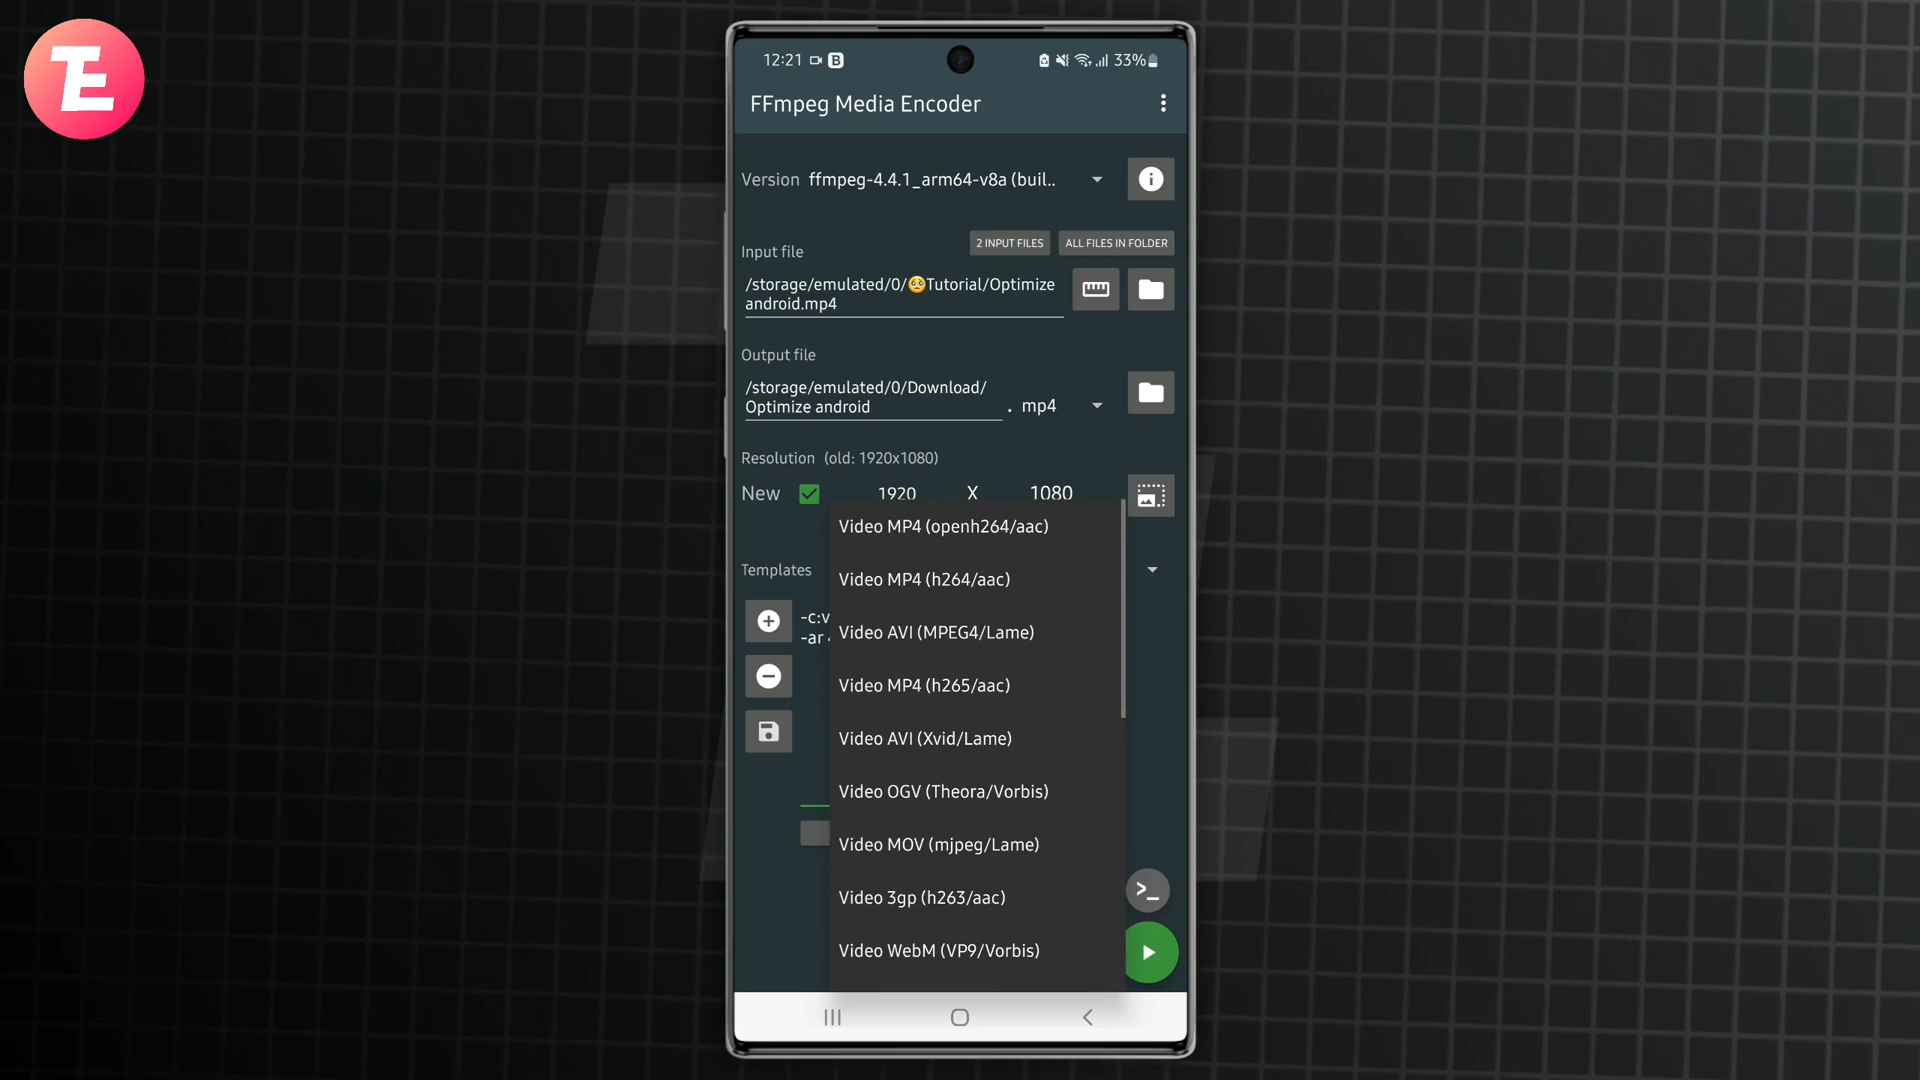 TE
12:21 B 33%
FFmpeg Media Encoder
Version ffmpeg-4.4.1_arm64-v8a (buil..
2 INPUT FILES ALL FILES IN FOLDER
Input file
/storage/emulated/0/🥺Tutorial/Optimize
android.mp4
Output file
/storage/emulated/0/Download/
Optimize android . mp4
Resolution (old: 1920x1080)
New 1920 X 1080
Video MP4 (openh264/aac)
Templates
Video MP4 (h264/aac)
-c:v
-ar
Video AVI (MPEG4/Lame)
Video MP4 (h265/aac)
Video AVI (Xvid/Lame)
Video OGV (Theora/Vorbis)
Video MOV (mjpeg/Lame)
Video 3gp (h263/aac)
>_
Video WebM (VP9/Vorbis)